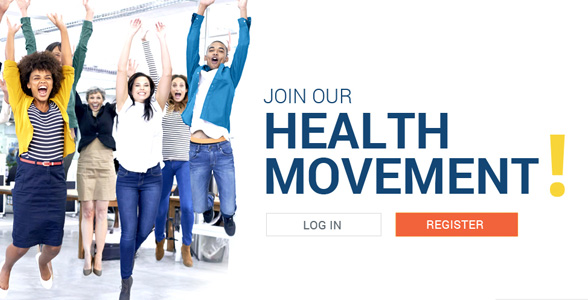 JOIN OUR
HEALTH
MOVEMENT!
LOG IN
REGISTER